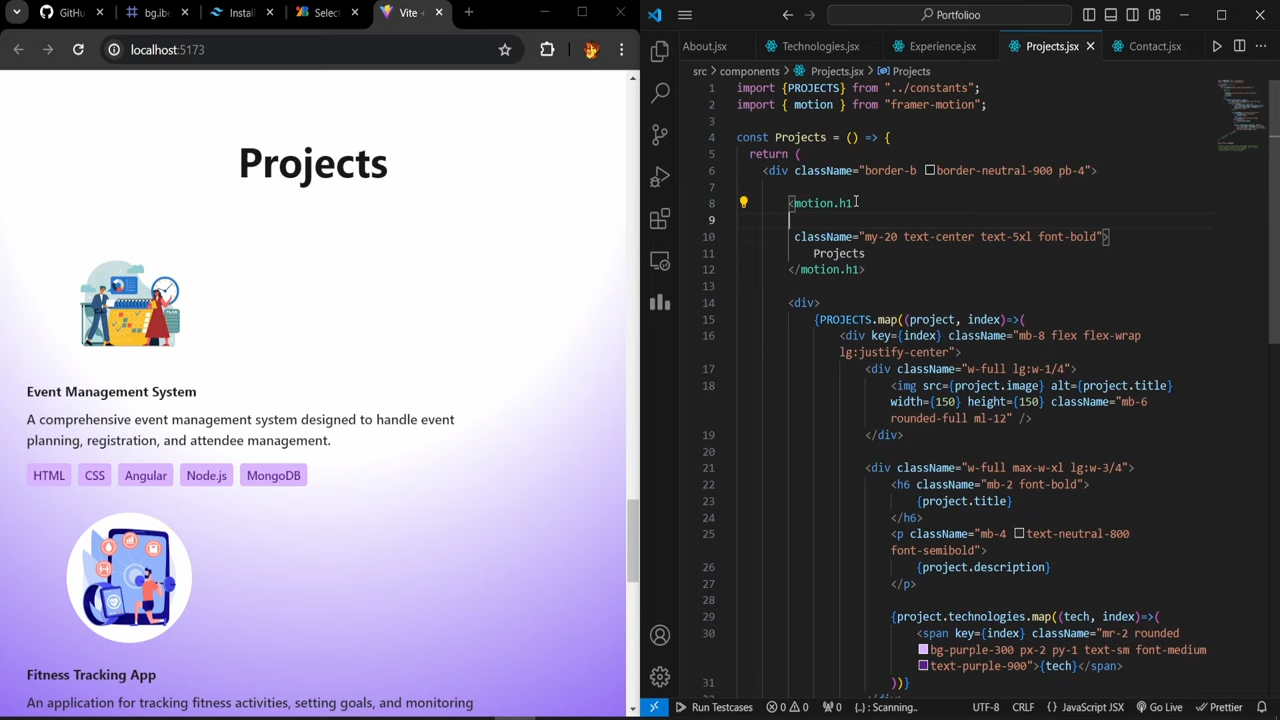 GitHu
bg.ibe
Install
Select
Vite +
localhost:5173
Projects
Event Management System
A comprehensive event management system designed to handle event
planning, registration, and attendee management.
HTML CSS Angular Node.js MongoDB
Fitness Tracking App
An application for tracking fitness activities, setting goals, and monitoring
Portfolioo
About.jsx
Technologies.jsx
Experience.jsx
Projects.jsx
Contact.jsx
src > components > Projects.jsx > Projects
1 import {PROJECTS} from "../constants";
2 import { motion } from "framer-motion";
3
4 const Projects = () => {
5 return (
6 <div className="border-b border-neutral-900 pb-4">
7
8 <motion.h1
9
10 className="my-20 text-center text-5xl font-bold">
11 Projects
12 </motion.h1>
13
14 <div>
15 {PROJECTS.map((project, index)=>(
16 <div key={index} className="mb-8 flex flex-wrap
lg:justify-center">
17 <div className="w-full lg:w-1/4">
18 <img src={project.image} alt={project.title}
width={150} height={150} className="mb-6
rounded-full ml-12" />
19 </div>
20
21 <div className="w-full max-w-xl lg:w-3/4">
22 <h6 className="mb-2 font-bold">
23 {project.title}
24 </h6>
25 <p className="mb-4 text-neutral-800
font-semibold">
26 {project.description}
27 </p>
28
29 {project.technologies.map((tech, index)=>(
30 <span key={index} className="mr-2 rounded
bg-purple-300 px-2 py-1 text-sm font-medium
text-purple-900">{tech}</span>
31 ))}
Run Testcases 0 0 {..}: Scanning.. UTF-8 CRLF {} JavaScript JSX Go Live Prettier